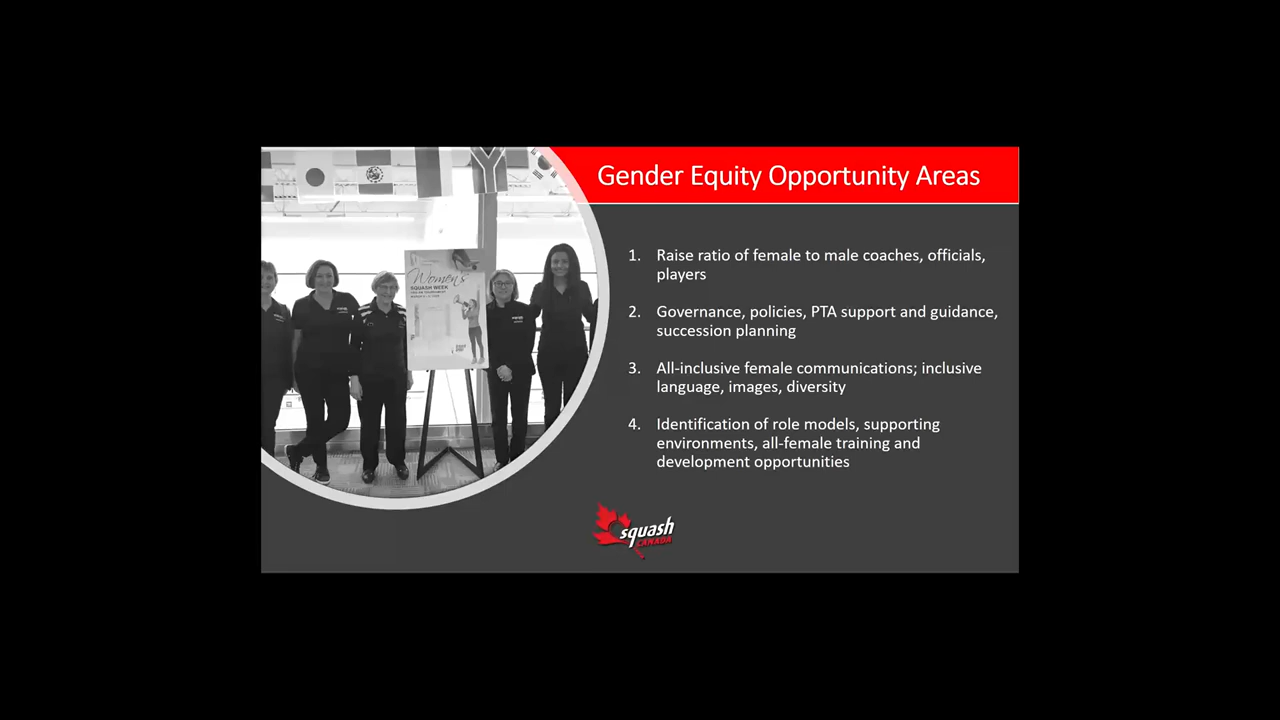 Gender Equity Opportunity Areas
1. Raise ratio of female to male coaches, officials,
players
2. Governance, policies, PTA support and guidance,
succession planning
3. All-inclusive female communications; inclusive
language, images, diversity
4. Identification of role models, supporting
environments, all-female training and
development opportunities
Women's
SQUASH WEEK
squash
CANADA